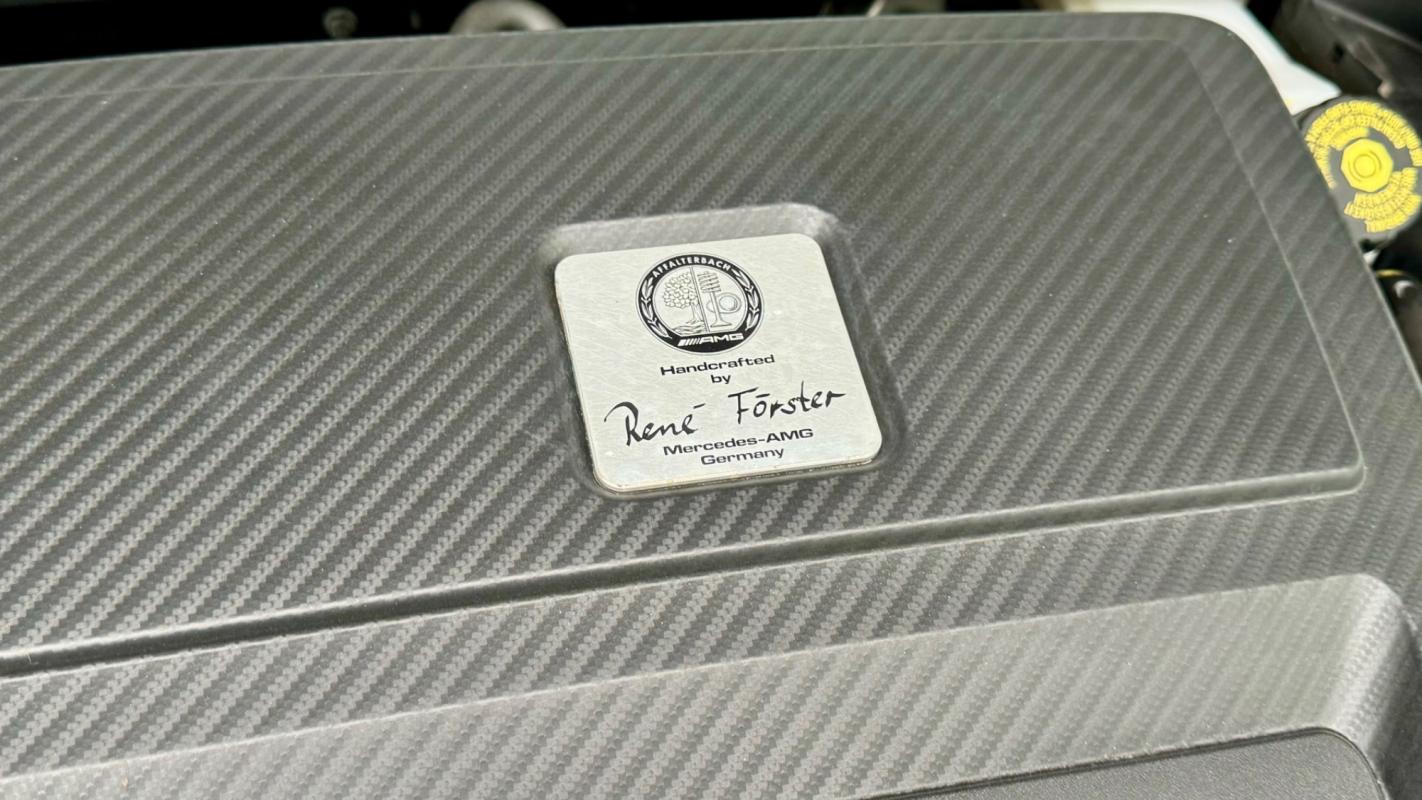 AFFALTERBACH
AMG
Handcrafted
by
René Förster
Mercedes-AMG
Germany